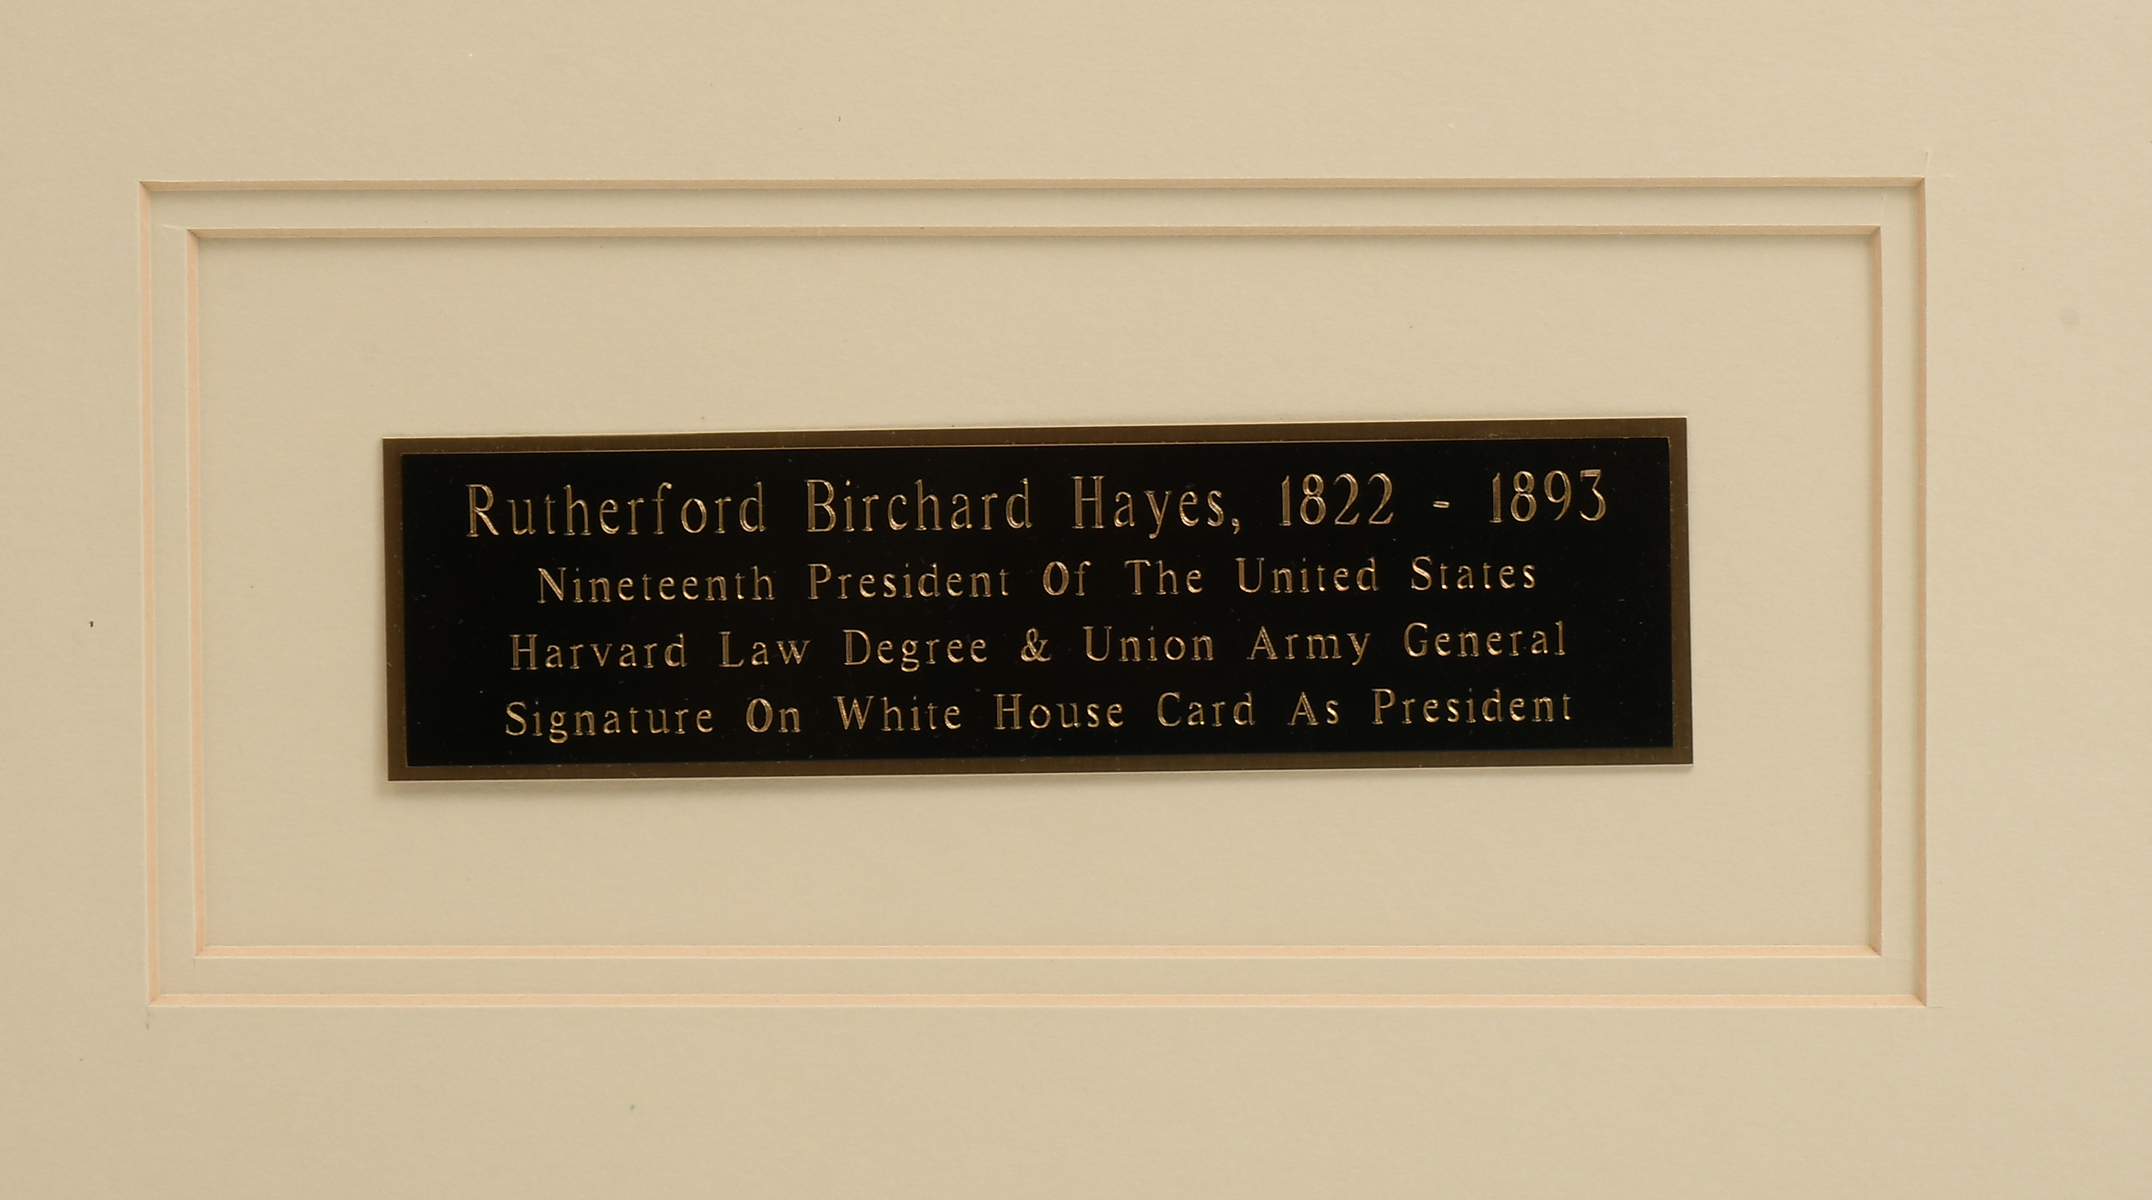 Rutherford Birchard Hayes, 1822 - 1893
Nineteenth President Of The United States
Harvard Law Degree & Union Army General
Signature On White House Card As President